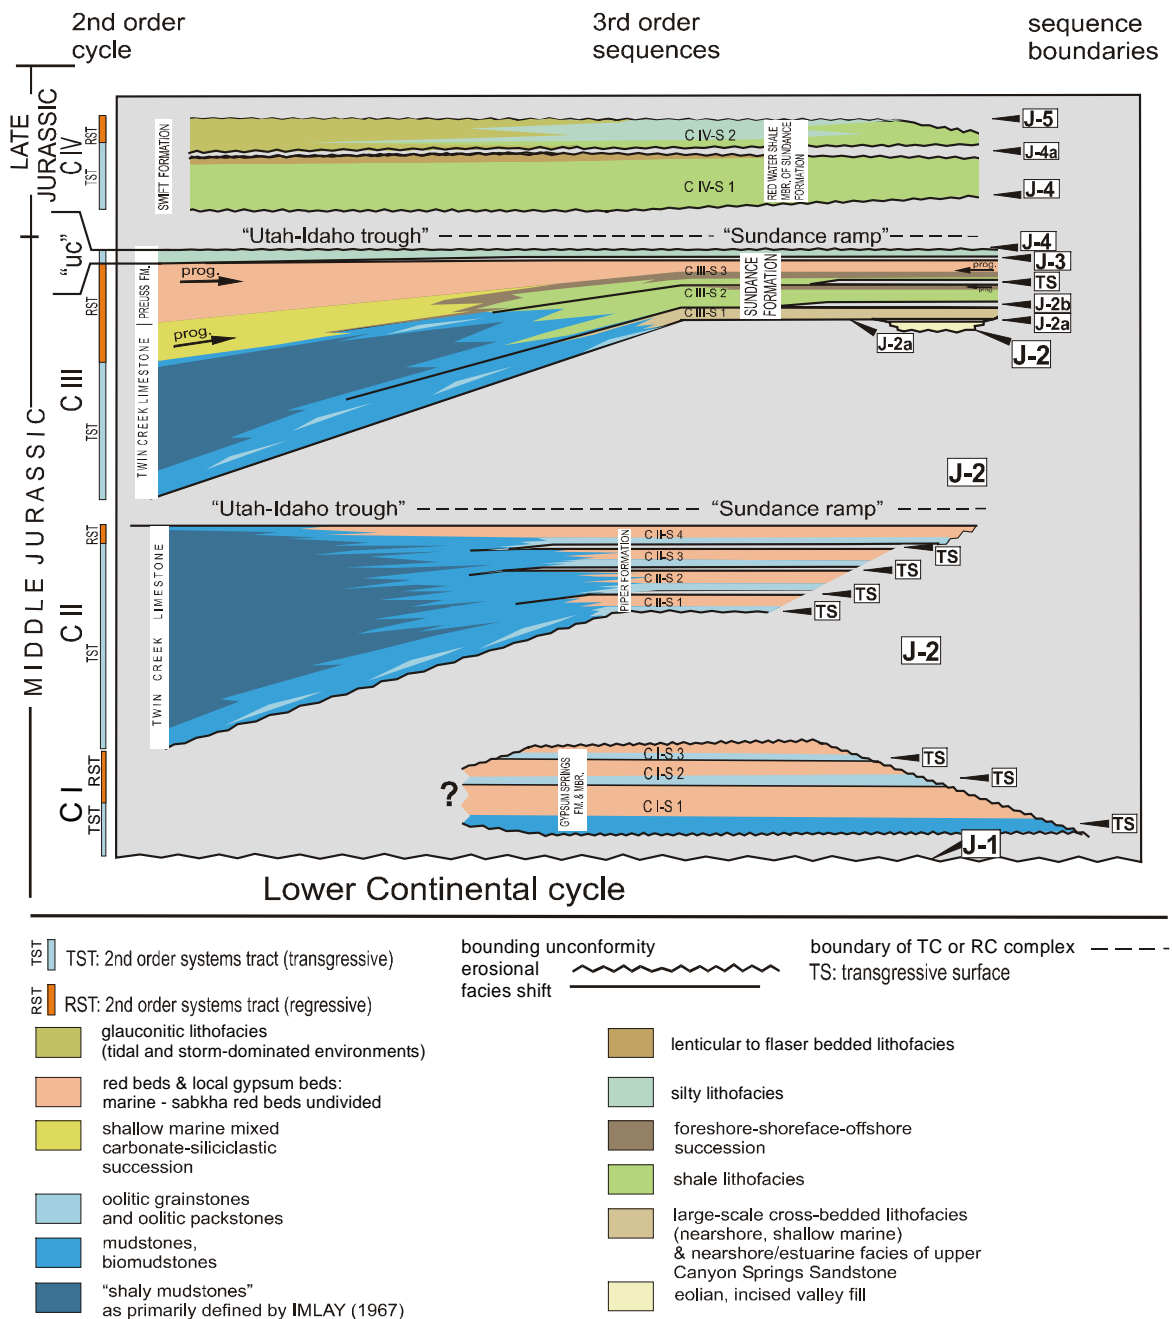 2nd order
cycle
3rd order
sequences
sequence
boundaries
LATE
JURASSIC
C IV
RST
TST
SWIFT FORMATION
C IV-S 2
C IV-S 1
RED WATER SHALE
MBR. OF SUNDANCE
FORMATION
J-5
J-4a
J-4
"uc"
"Utah-Idaho trough"
"Sundance ramp"
J-4
J-3
TS
J-2b
J-2a
J-2
J-2a
MIDDLE JURASSIC
C III
RST
TST
TWIN CREEK LIMESTONE | PREUSS FM.
prog.
prog.
prog.
prog.
C III-S 3
C III-S 2
C III-S 1
SUNDANCE
FORMATION
J-2
"Utah-Idaho trough"
"Sundance ramp"
C II
RST
TST
TWIN CREEK LIMESTONE
PIPER FORMATION
C II-S 4
C II-S 3
C II-S 2
C II-S 1
TS
TS
TS
TS
J-2
C I
RST
TST
?
GYPSUM SPRINGS
FM. & MBR.
C I-S 3
C I-S 2
C I-S 1
TS
TS
TS
J-1
Lower Continental cycle
TST
TST: 2nd order systems tract (transgressive)
RST
RST: 2nd order systems tract (regressive)
bounding unconformity
erosional
facies shift
boundary of TC or RC complex
TS: transgressive surface
glauconitic lithofacies
(tidal and storm-dominated environments)
red beds & local gypsum beds:
marine - sabkha red beds undivided
shallow marine mixed
carbonate-siliciclastic
succession
oolitic grainstones
and oolitic packstones
mudstones,
biomudstones
"shaly mudstones"
as primarily defined by IMLAY (1967)
lenticular to flaser bedded lithofacies
silty lithofacies
foreshore-shoreface-offshore
succession
shale lithofacies
large-scale cross-bedded lithofacies
(nearshore, shallow marine)
& nearshore/estuarine facies of upper
Canyon Springs Sandstone
eolian, incised valley fill